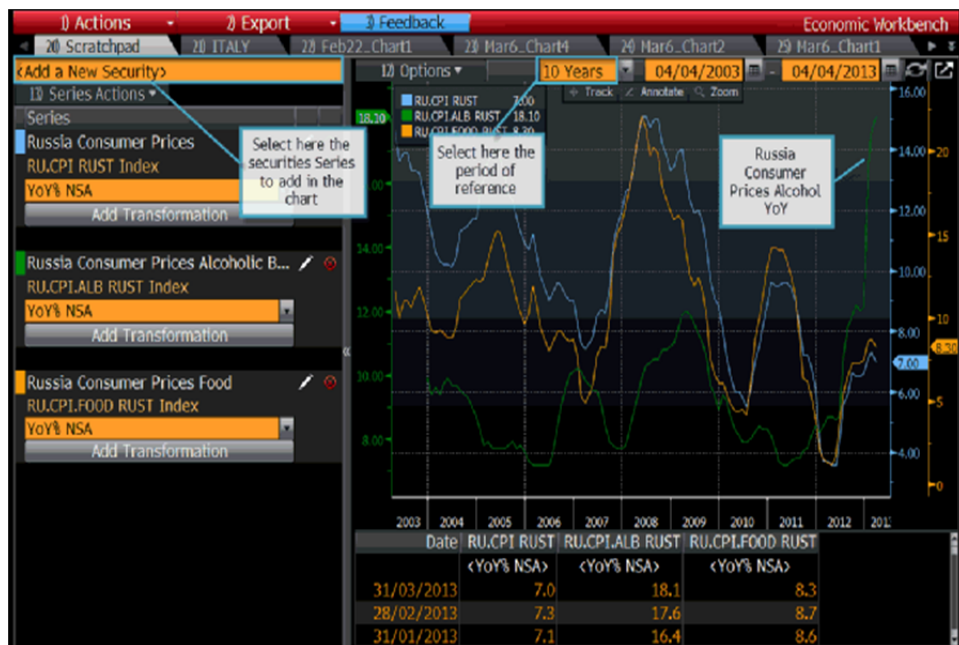 1) Actions 2) Export 3) Feedback Economic Workbench
20) Scratchpad 21) ITALY 22) Feb22_Chart1 23) Mar6_Chart4 24) Mar6_Chart2 25) Mar6_Chart1
<Add a New Security>
12) Options 10 Years 04/04/2003 - 04/04/2013
11) Series Actions
Track Annotate Zoom
Series
Russia Consumer Prices
RU.CPI RUST Index
YoY% NSA
Add Transformation
Select here the
securities Series
to add in the
chart
Russia Consumer Prices Alcoholic B...
RU.CPI.ALB RUST Index
YoY% NSA
Add Transformation
Russia Consumer Prices Food
RU.CPI.FOOD RUST Index
YoY% NSA
Add Transformation
RU.CPI RUST 7.00
RU.CPI.ALB RUST 18.10
RU.CPI.FOOD RUST 8.30
Select here the
period of
reference
Russia
Consumer
Prices Alcohol
YoY
18.10
14.00
12.00
10.00
8.00
16.00
14.00
12.00
10.00
8.00
7.00
6.00
4.00
20
15
10
8.30
5
0
2003 2004 2005 2006 2007 2008 2009 2010 2011 2012
Date RU.CPI RUST RU.CPI.ALB RUST RU.CPI.FOOD RUST
<YoY% NSA> <YoY% NSA> <YoY% NSA>
31/03/2013 7.0 18.1 8.3
28/02/2013 7.3 17.6 8.7
31/01/2013 7.1 16.4 8.6